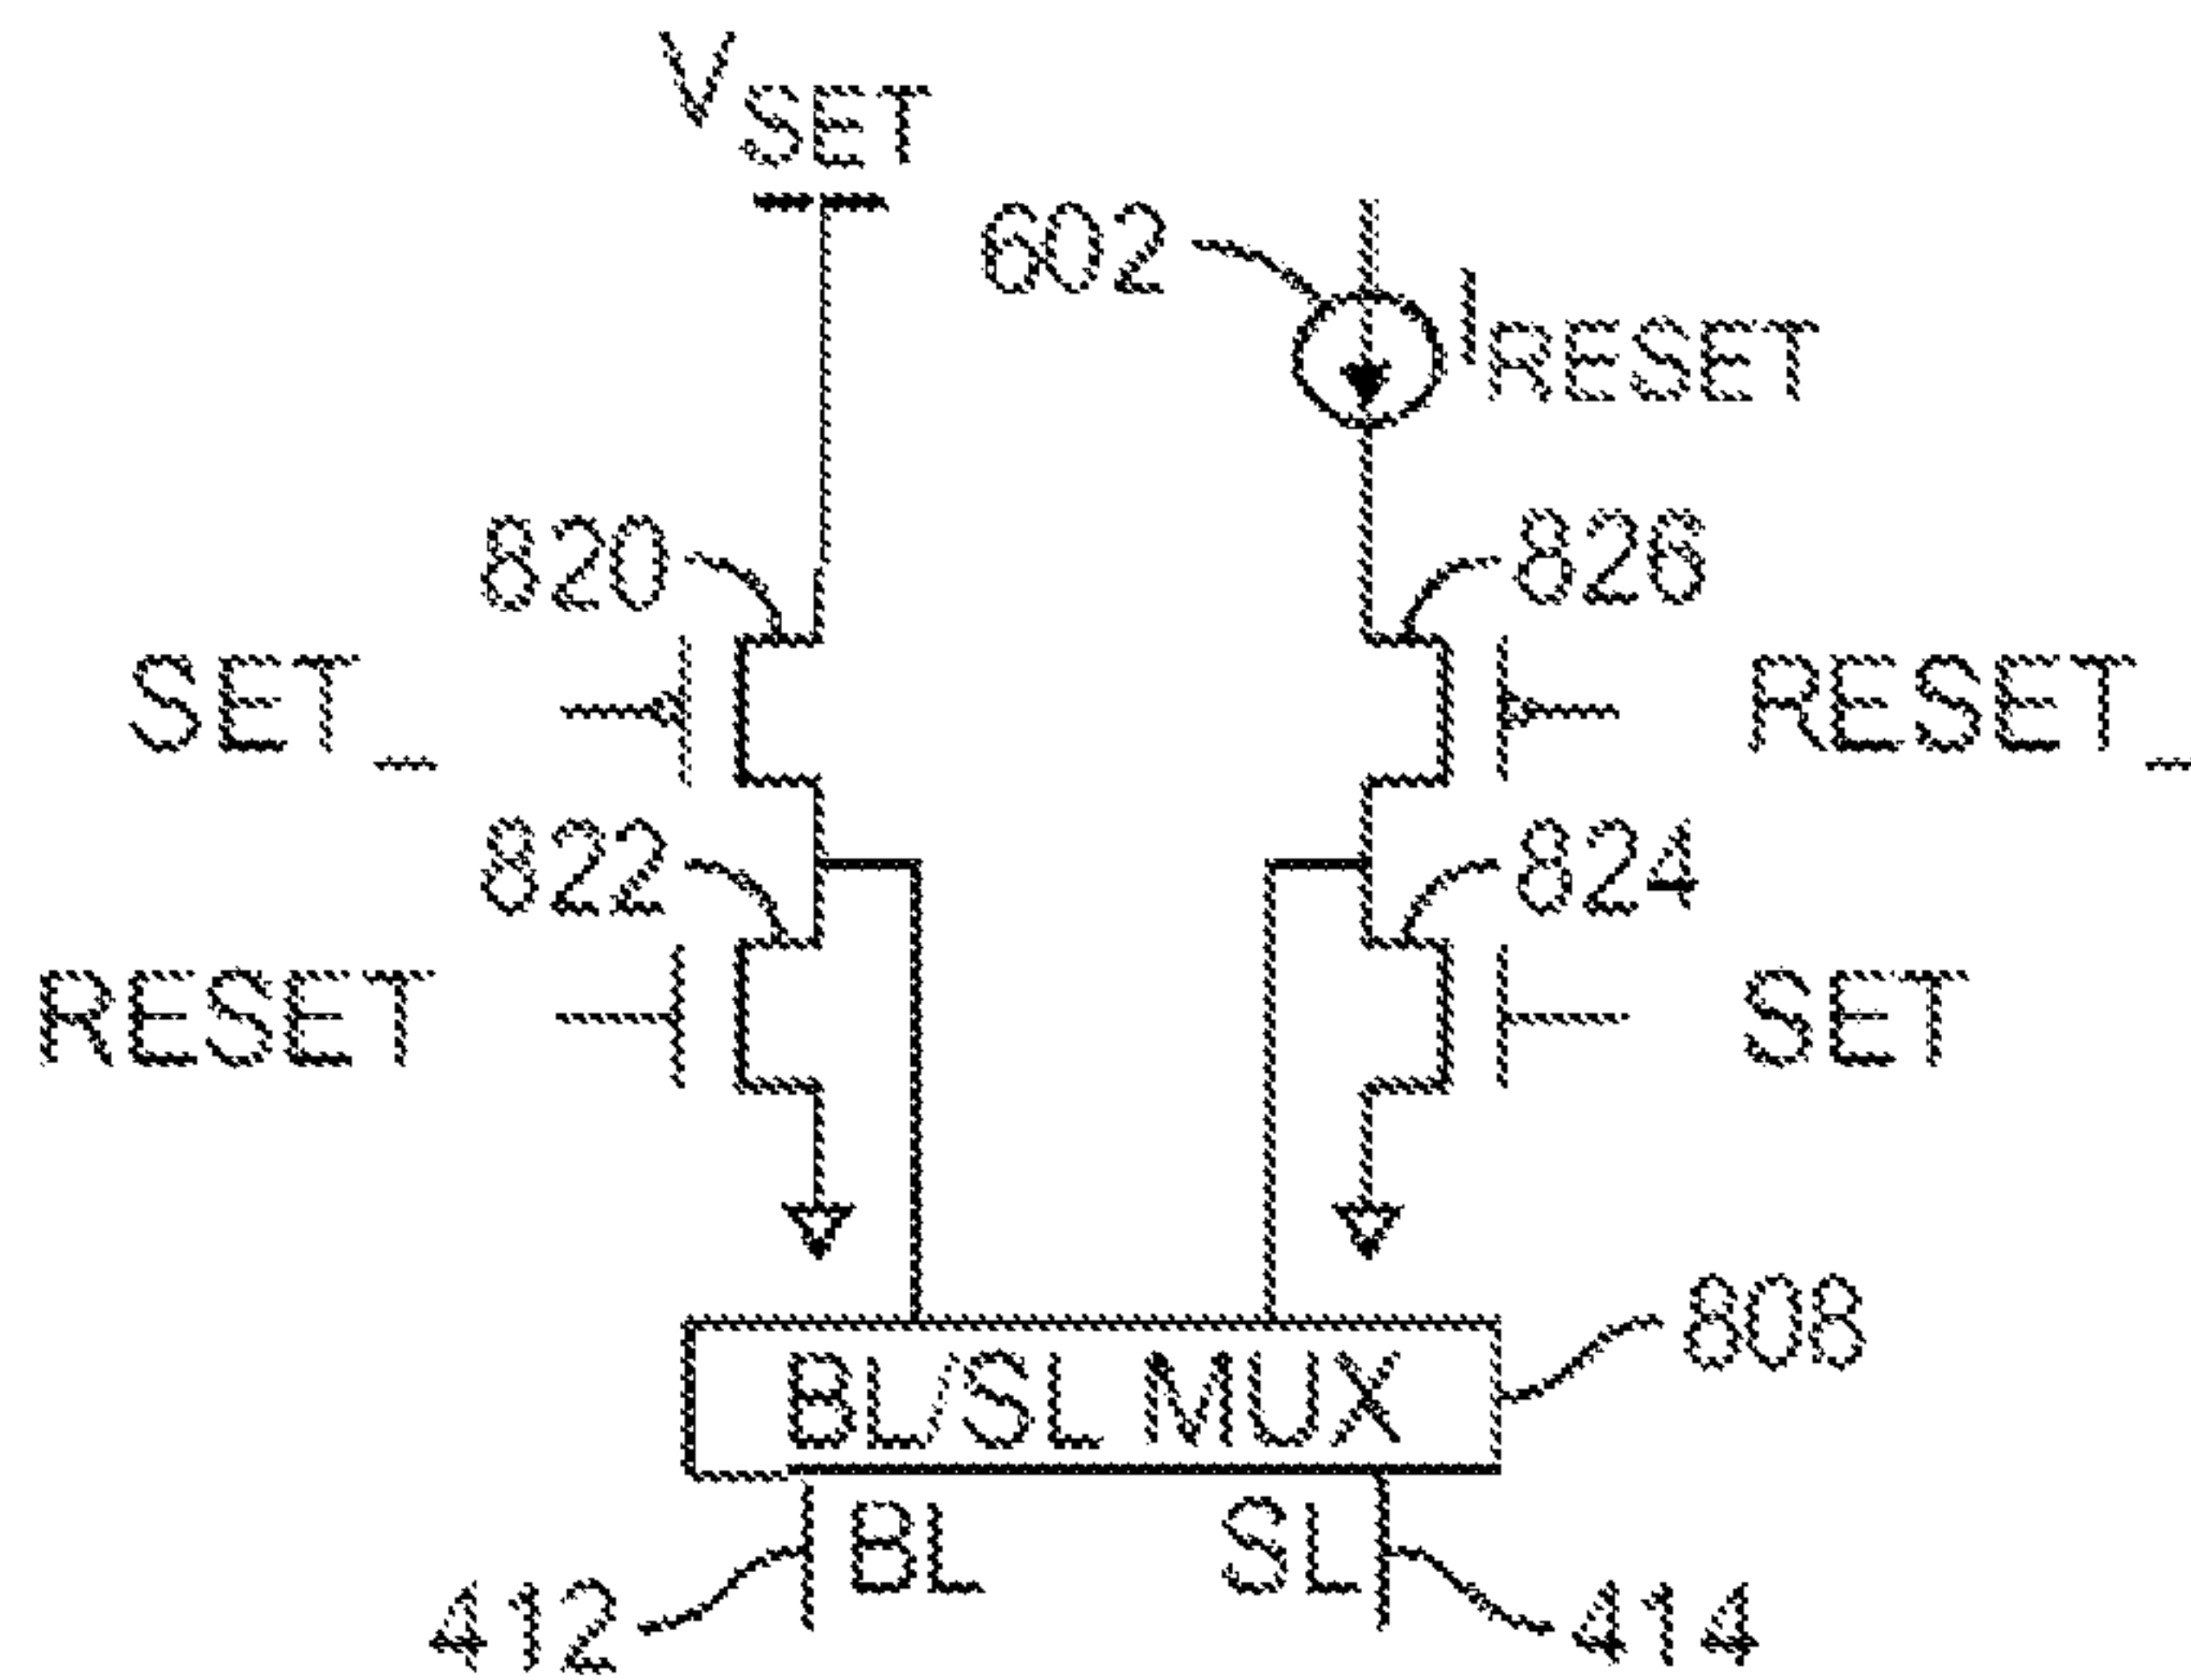 VSET
602
IRESET
820
826
SET_
RESET_
822
824
RESET
SET
808
BL/SL MUX
BL
SL
412
414